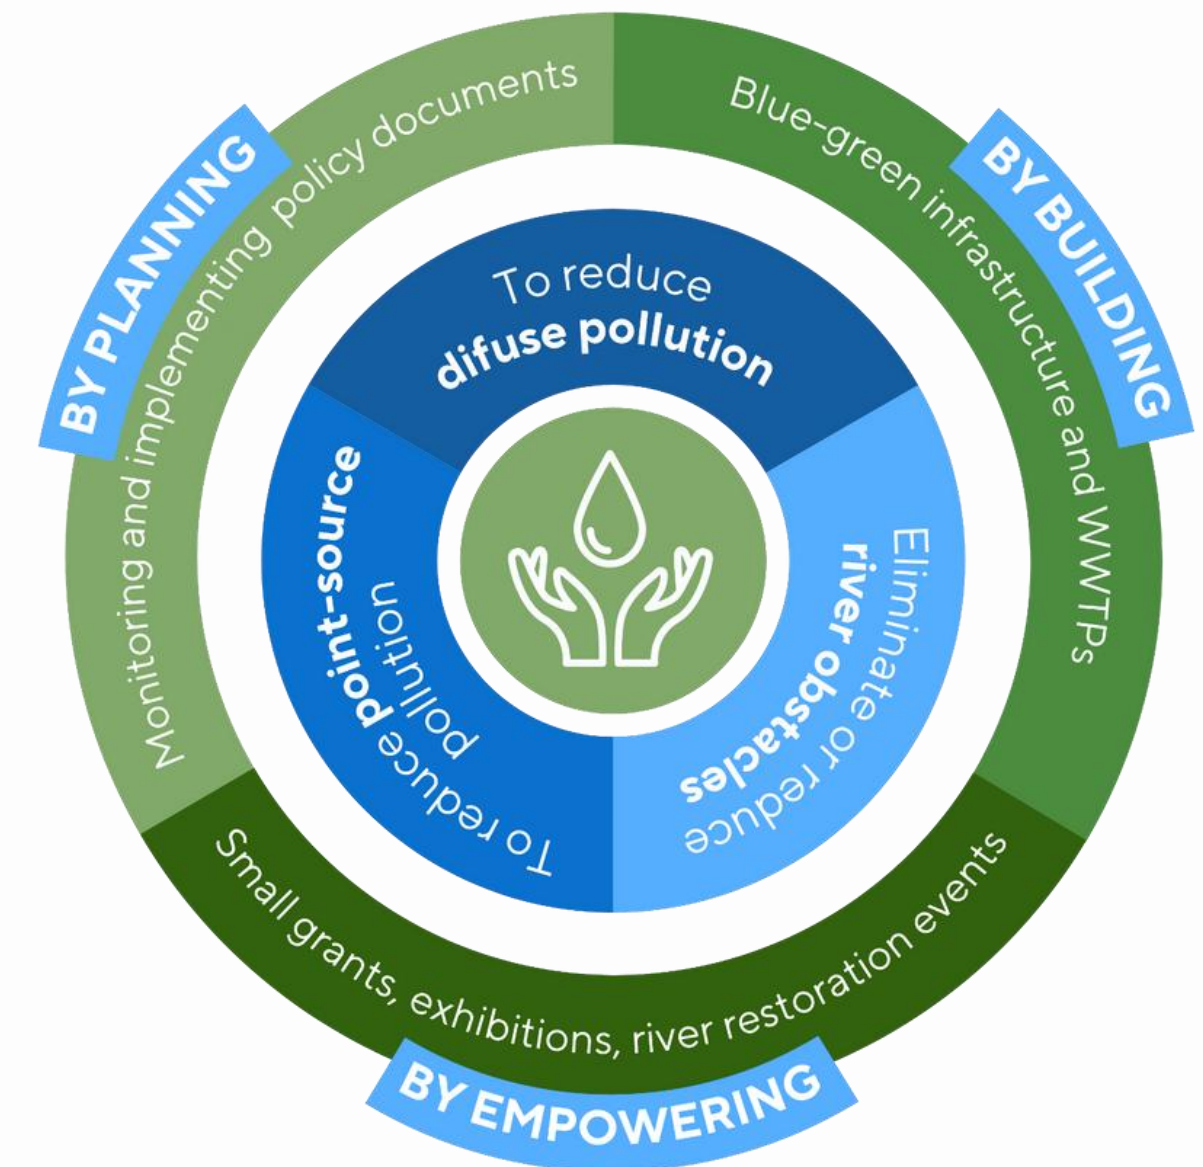 BY PLANNING
Monitoring and implementing policy documents
BY BUILDING
Blue-green infrastructure and WWTPs
To reduce
difuse pollution
To reduce point-source
pollution
Eliminate or reduce
river obstacles
Small grants, exhibitions, river restoration events
BY EMPOWERING